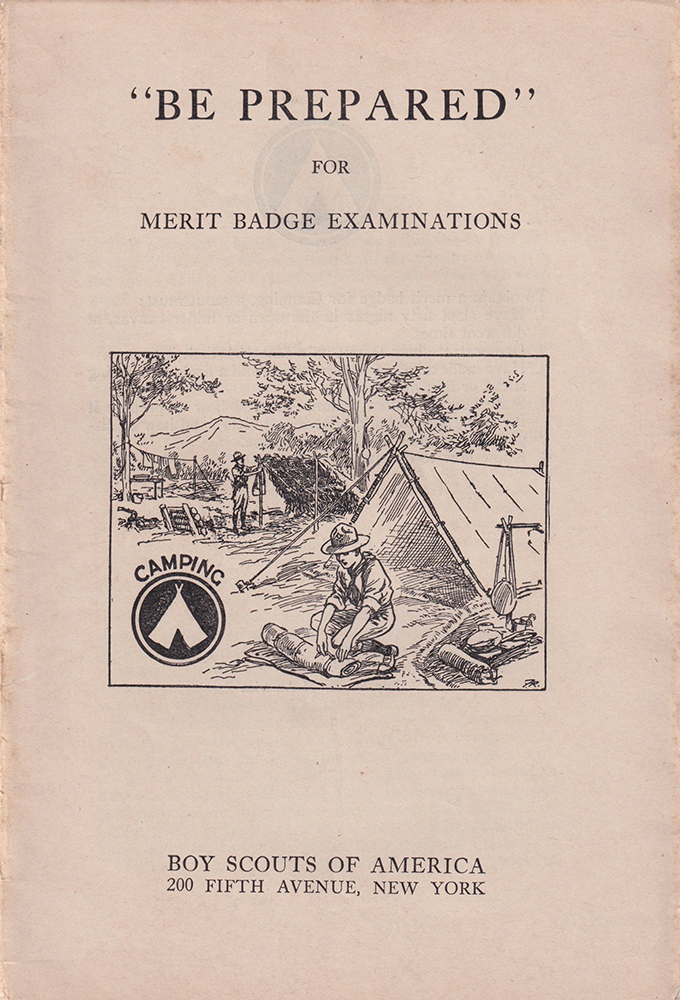 “BE PREPARED”
FOR
MERIT BADGE EXAMINATIONS
CAMPING
BOY SCOUTS OF AMERICA
200 FIFTH AVENUE, NEW YORK